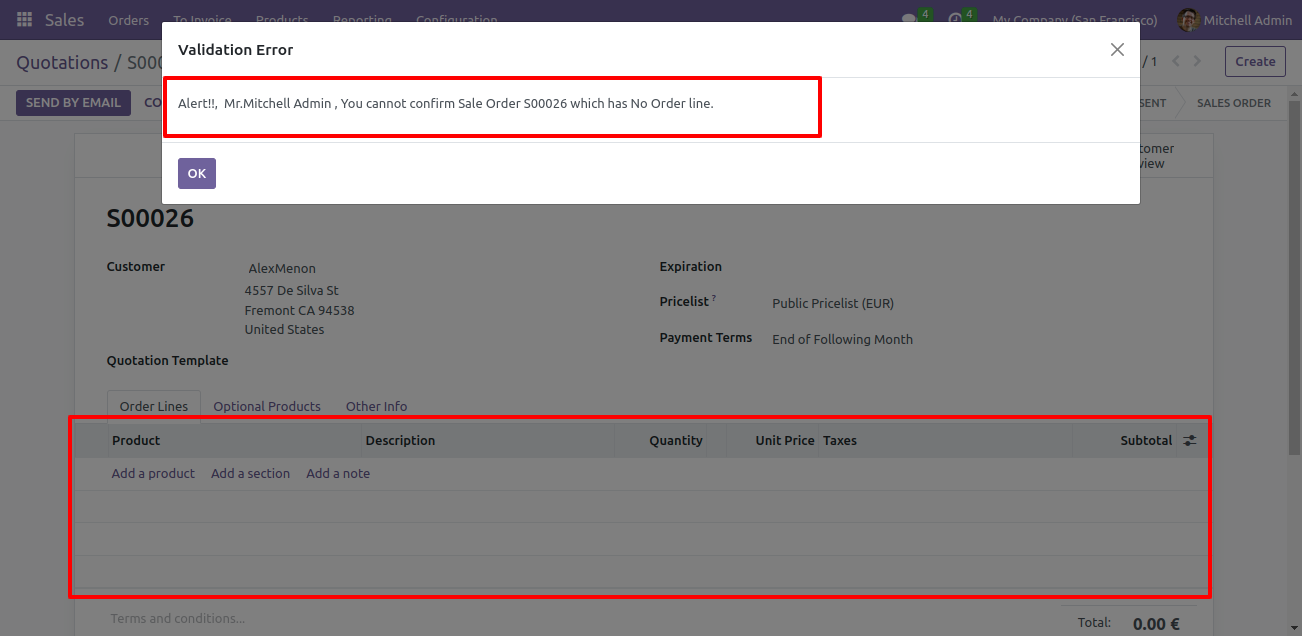 Sales Orders To Invoice Products Reporting Configuration 4 4 My Company (San Francisco) Mitchell Admin
Validation Error
Quotations / S000
/ 1 Create
SEND BY EMAIL CO
SENT SALES ORDER
Alert!!, Mr.Mitchell Admin , You cannot confirm Sale Order S00026 which has No Order line.
OK
S00026
Customer AlexMenon
4557 De Silva St
Fremont CA 94538
United States
Expiration
Pricelist ? Public Pricelist (EUR)
Payment Terms End of Following Month
Quotation Template
Order Lines Optional Products Other Info
Product Description Quantity Unit Price Taxes Subtotal
Add a product Add a section Add a note
Terms and conditions...
Total: 0.00 €